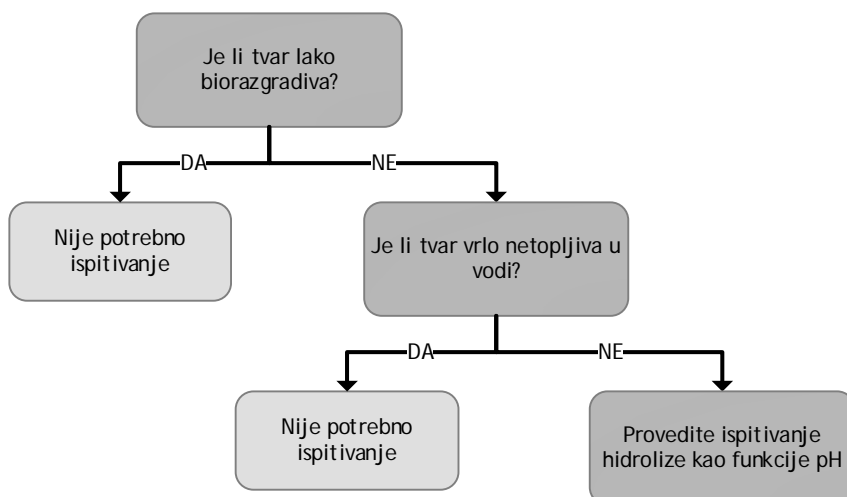 Je li tvar lako
biorazgradiva?
DA
NE
Nije potrebno
ispitivanje
Je li tvar vrlo netopljiva u
vodi?
DA
NE
Nije potrebno
ispitivanje
Provedite ispitivanje
hidrolize kao funkcije pH